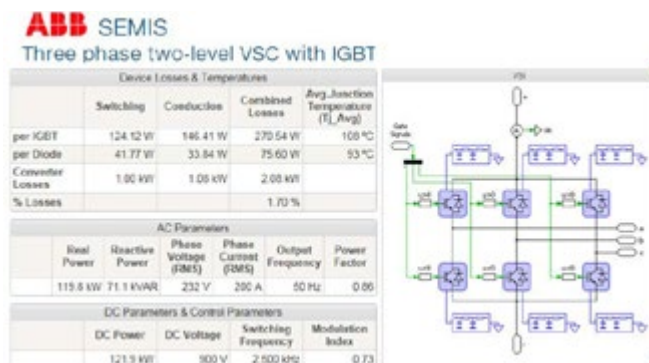 ABB SEMIS
Three phase two-level VSC with IGBT
Device Losses & Temperatures
Switching Conduction Combined Losses Avg.Junction Temperature (Tj_Avg)
per IGBT 124.12 W 146.41 W 270.54 W 108 °C
per Diode 41.77 W 33.84 W 75.60 W 93 °C
Converter Losses 1.00 kW 1.08 kW 2.08 kW
% Losses 1.70 %
AC Parameters
Real Power Reactive Power Phase Voltage (RMS) Phase Current (RMS) Output Frequency Power Factor
119.8 kW 71.1 kVAR 232 V 200 A 50 Hz 0.86
DC Parameters & Control Parameters
DC Power DC Voltage Switching Frequency Modulation Index
121.9 kW 900 V 2.500 kHz 0.73
Gate Signals
a
b
c